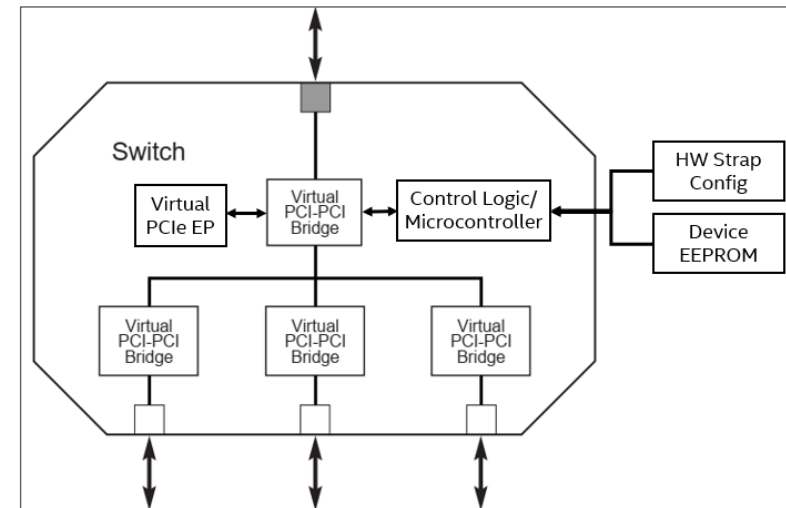 Switch
HW Strap
Config
Virtual
PCIe EP
Virtual
PCI-PCI
Bridge
Control Logic/
Microcontroller
Device
EEPROM
Virtual
PCI-PCI
Bridge
Virtual
PCI-PCI
Bridge
Virtual
PCI-PCI
Bridge